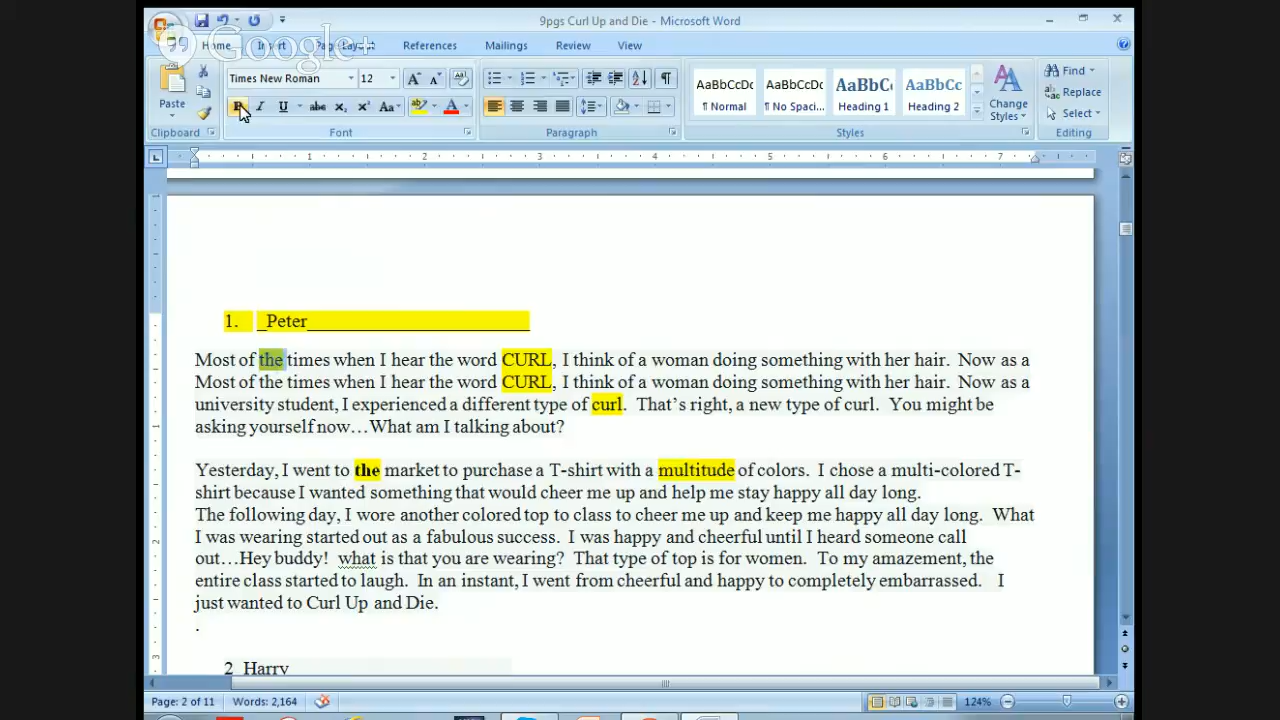 9pgs Curl Up and Die - Microsoft Word
Google+
Home Insert Page Layout References Mailings Review View
Times New Roman 12
Paste
AaBbCcDc AaBbCcDc AaBbC AaBbCc
¶ Normal ¶ No Spaci... Heading 1 Heading 2
Change Styles
Find
Replace
Select
Clipboard Font Paragraph Styles Editing
1 2 3 4 5 6 7
1. _Peter
Most of the times when I hear the word CURL, I think of a woman doing something with her hair. Now as a
Most of the times when I hear the word CURL, I think of a woman doing something with her hair. Now as a
university student, I experienced a different type of curl. That's right, a new type of curl. You might be
asking yourself now…What am I talking about?
Yesterday, I went to the market to purchase a T-shirt with a multitude of colors. I chose a multi-colored T-
shirt because I wanted something that would cheer me up and help me stay happy all day long.
The following day, I wore another colored top to class to cheer me up and keep me happy all day long. What
I was wearing started out as a fabulous success. I was happy and cheerful until I heard someone call
out…Hey buddy! what is that you are wearing? That type of top is for women. To my amazement, the
entire class started to laugh. In an instant, I went from cheerful and happy to completely embarrassed. I
just wanted to Curl Up and Die.
.
2 Harry
Page: 2 of 11 Words: 2,164 124%